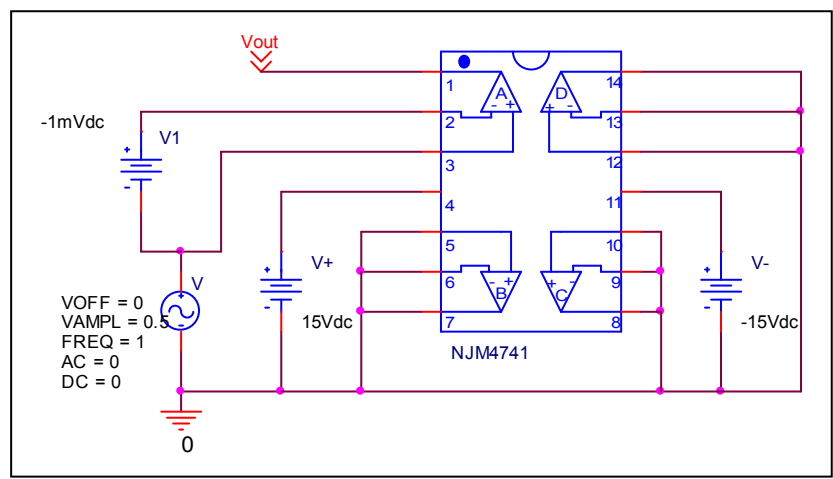 Vout
-1mVdc
V1
1
2
3
4
5
6
7
14
13
12
11
10
9
8
A
- +
D
+ -
B
- +
C
+ -
+
-
V+
+
-
15Vdc
V-
+
-
-15Vdc
NJM4741
V
+
-
VOFF = 0
VAMPL = 0.5
FREQ = 1
AC = 0
DC = 0
0